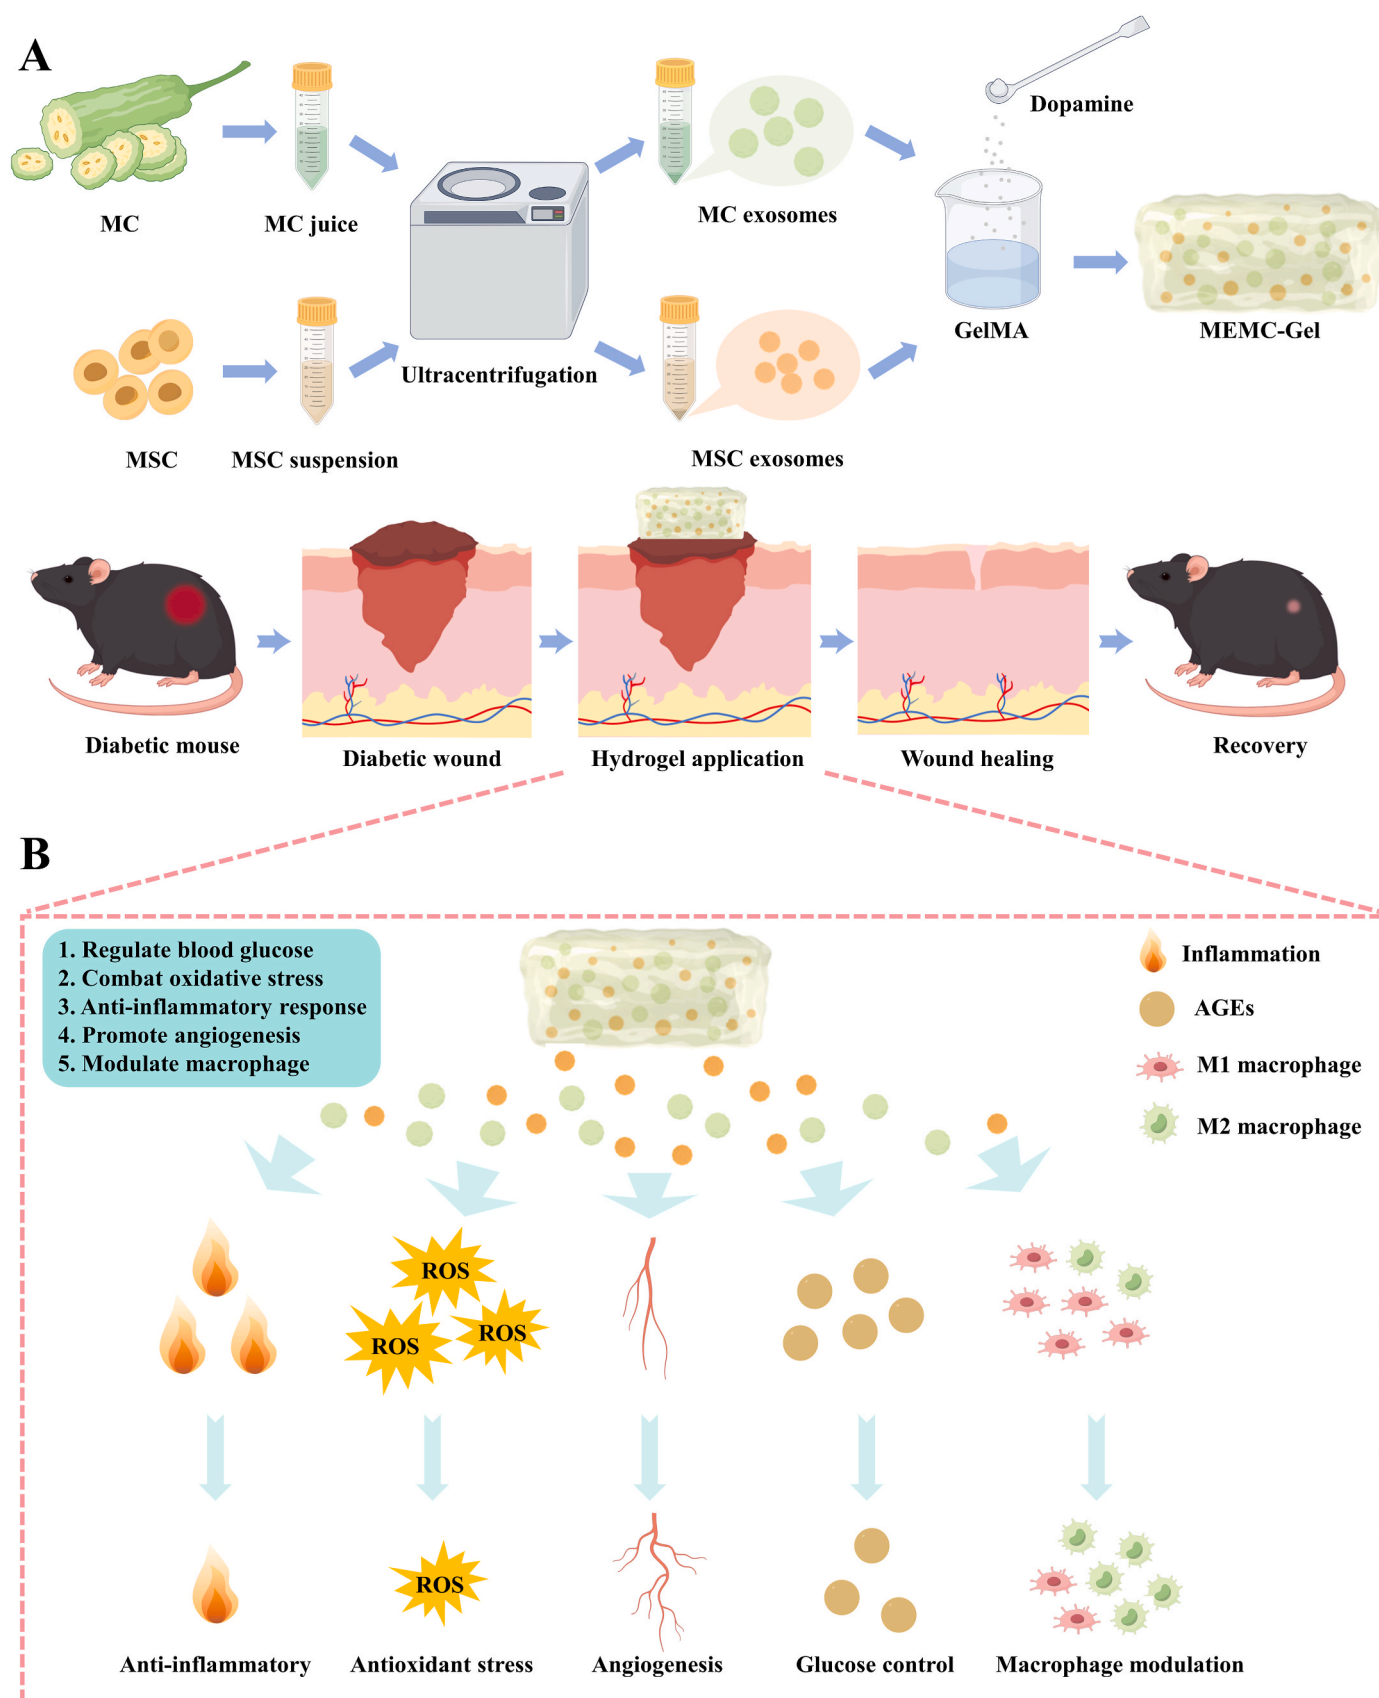 A
Dopamine
MC
MC juice
MC exosomes
Ultracentrifugation
GelMA
MEMC-Gel
MSC
MSC suspension
MSC exosomes
Diabetic mouse
Diabetic wound
Hydrogel application
Wound healing
Recovery
B
1. Regulate blood glucose
2. Combat oxidative stress
3. Anti-inflammatory response
4. Promote angiogenesis
5. Modulate macrophage
Inflammation
AGEs
M1 macrophage
M2 macrophage
ROS
ROS
ROS
ROS
Anti-inflammatory
Antioxidant stress
Angiogenesis
Glucose control
Macrophage modulation